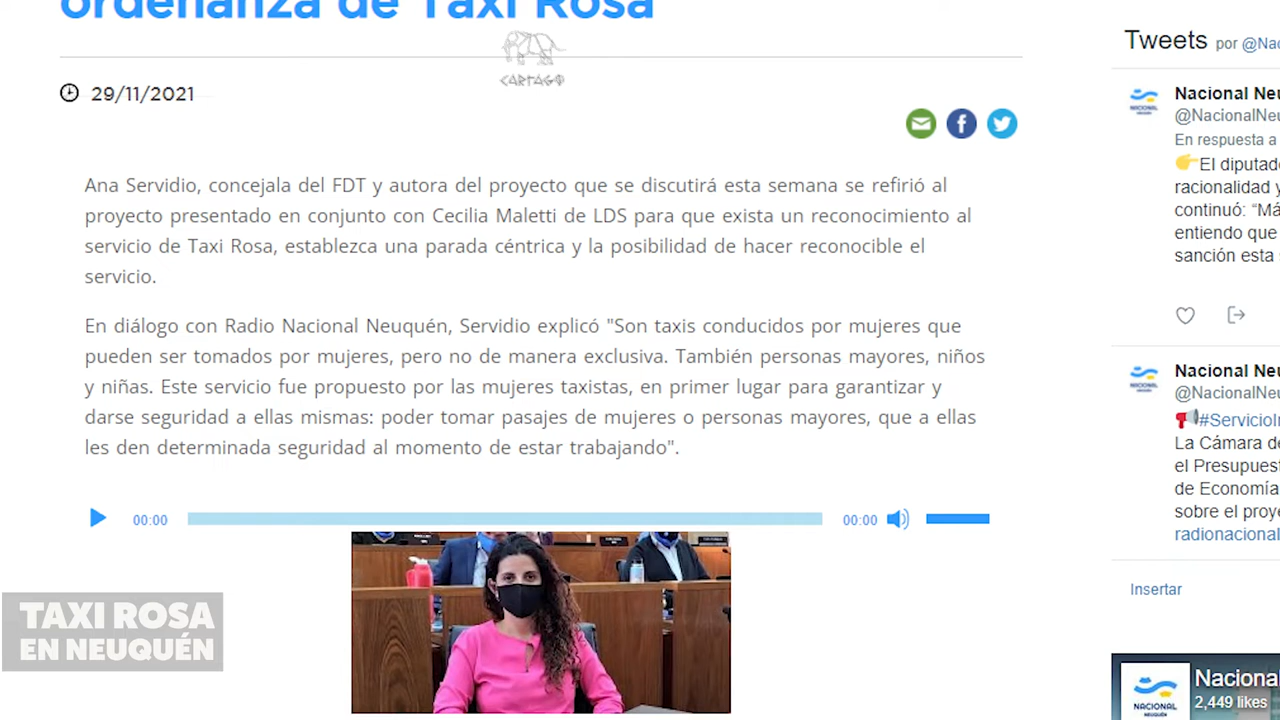 ordenanza de Taxi Rosa
CARTAGO
29/11/2021
Ana Servidio, concejala del FDT y autora del proyecto que se discutirá esta semana se refirió al
proyecto presentado en conjunto con Cecilia Maletti de LDS para que exista un reconocimiento al
servicio de Taxi Rosa, establezca una parada céntrica y la posibilidad de hacer reconocible el
servicio.
En diálogo con Radio Nacional Neuquén, Servidio explicó "Son taxis conducidos por mujeres que
pueden ser tomados por mujeres, pero no de manera exclusiva. También personas mayores, niños
y niñas. Este servicio fue propuesto por las mujeres taxistas, en primer lugar para garantizar y
darse seguridad a ellas mismas: poder tomar pasajes de mujeres o personas mayores, que a ellas
les den determinada seguridad al momento de estar trabajando".
00:00
00:00
TAXI ROSA
EN NEUQUÉN
Tweets por @Nac
Nacional Neu
NACIONAL
@NacionalNeu
En respuesta a
👉El diputado
racionalidad y
continuó: “Má
entiendo que
sanción esta s
Nacional Neu
NACIONAL
@NacionalNeu
📢#ServicioIn
La Cámara de
el Presupuest
de Economía
sobre el proye
radionacional
Insertar
Naciona
NACIONAL
2,449 likes